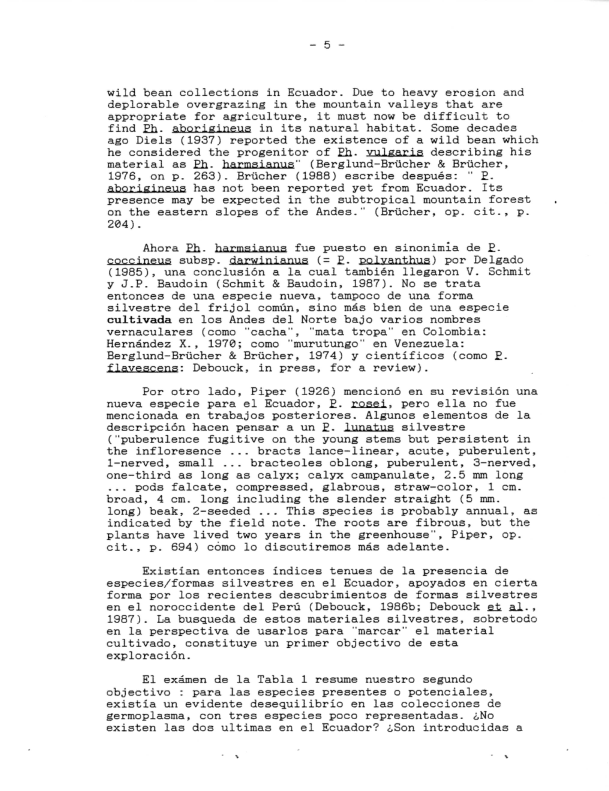 - 5 -
wild bean collections in Ecuador. Due to heavy erosion and
deplorable overgrazing in the mountain valleys that are
appropriate for agriculture, it must now be difficult to
find Ph. aborigineus in its natural habitat. Some decades
ago Diels (1937) reported the existence of a wild bean which
he considered the progenitor of Ph. vulgaris describing his
material as Ph. harmsianus" (Berglund-Brücher & Brücher,
1976, on p. 263). Brücher (1988) escribe después: " P.
aborigineus has not been reported yet from Ecuador. Its
presence may be expected in the subtropical mountain forest
on the eastern slopes of the Andes." (Brücher, op. cit., p.
204).
Ahora Ph. harmsianus fue puesto en sinonimia de P.
coccineus subsp. darwinianus (= P. polyanthus) por Delgado
(1985), una conclusión a la cual también llegaron V. Schmit
y J.P. Baudoin (Schmit & Baudoin, 1987). No se trata
entonces de una especie nueva, tampoco de una forma
silvestre del frijol común, sino más bien de una especie
cultivada en los Andes del Norte bajo varios nombres
vernaculares (como "cacha", "mata tropa" en Colombia:
Hernández X., 1970; como "murutungo" en Venezuela:
Berglund-Brücher & Brücher, 1974) y científicos (como P.
flavescens: Debouck, in press, for a review).
Por otro lado, Piper (1926) mencionó en su revisión una
nueva especie para el Ecuador, P. rosei, pero ella no fue
mencionada en trabajos posteriores. Algunos elementos de la
descripción hacen pensar a un P. lunatus silvestre
("puberulence fugitive on the young stems but persistent in
the infloresence ... bracts lance-linear, acute, puberulent,
1-nerved, small ... bracteoles oblong, puberulent, 3-nerved,
one-third as long as calyx; calyx campanulate, 2.5 mm long
... pods falcate, compressed, glabrous, straw-color, 1 cm.
broad, 4 cm. long including the slender straight (5 mm.
long) beak, 2-seeded ... This species is probably annual, as
indicated by the field note. The roots are fibrous, but the
plants have lived two years in the greenhouse", Piper, op.
cit., p. 694) cómo lo discutiremos más adelante.
Existían entonces índices tenues de la presencia de
especies/formas silvestres en el Ecuador, apoyados en cierta
forma por los recientes descubrimientos de formas silvestres
en el noroccidente del Perú (Debouck, 1986b; Debouck et al.,
1987). La busqueda de estos materiales silvestres, sobretodo
en la perspectiva de usarlos para "marcar" el material
cultivado, constituye un primer objectivo de esta
exploración.
El exámen de la Tabla 1 resume nuestro segundo
objectivo : para las especies presentes o potenciales,
existía un evidente desequilibrio en las colecciones de
germoplasma, con tres especies poco representadas. ¿No
existen las dos ultimas en el Ecuador? ¿Son introducidas a